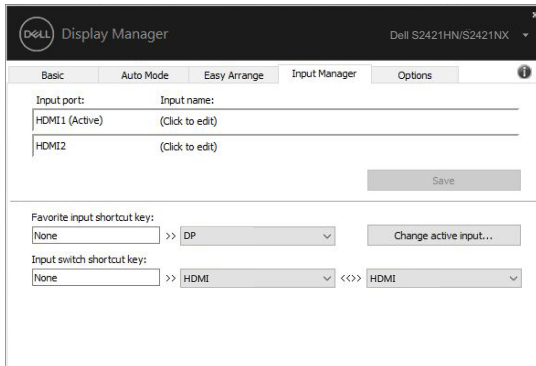 DELL Display Manager Dell S2421HN/S2421NX
Basic Auto Mode Easy Arrange Input Manager Options
Input port: Input name:
HDMI1 (Active) (Click to edit)
HDMI2 (Click to edit)
Save
Favorite input shortcut key:
None >> DP Change active input...
Input switch shortcut key:
None >> HDMI <<>> HDMI